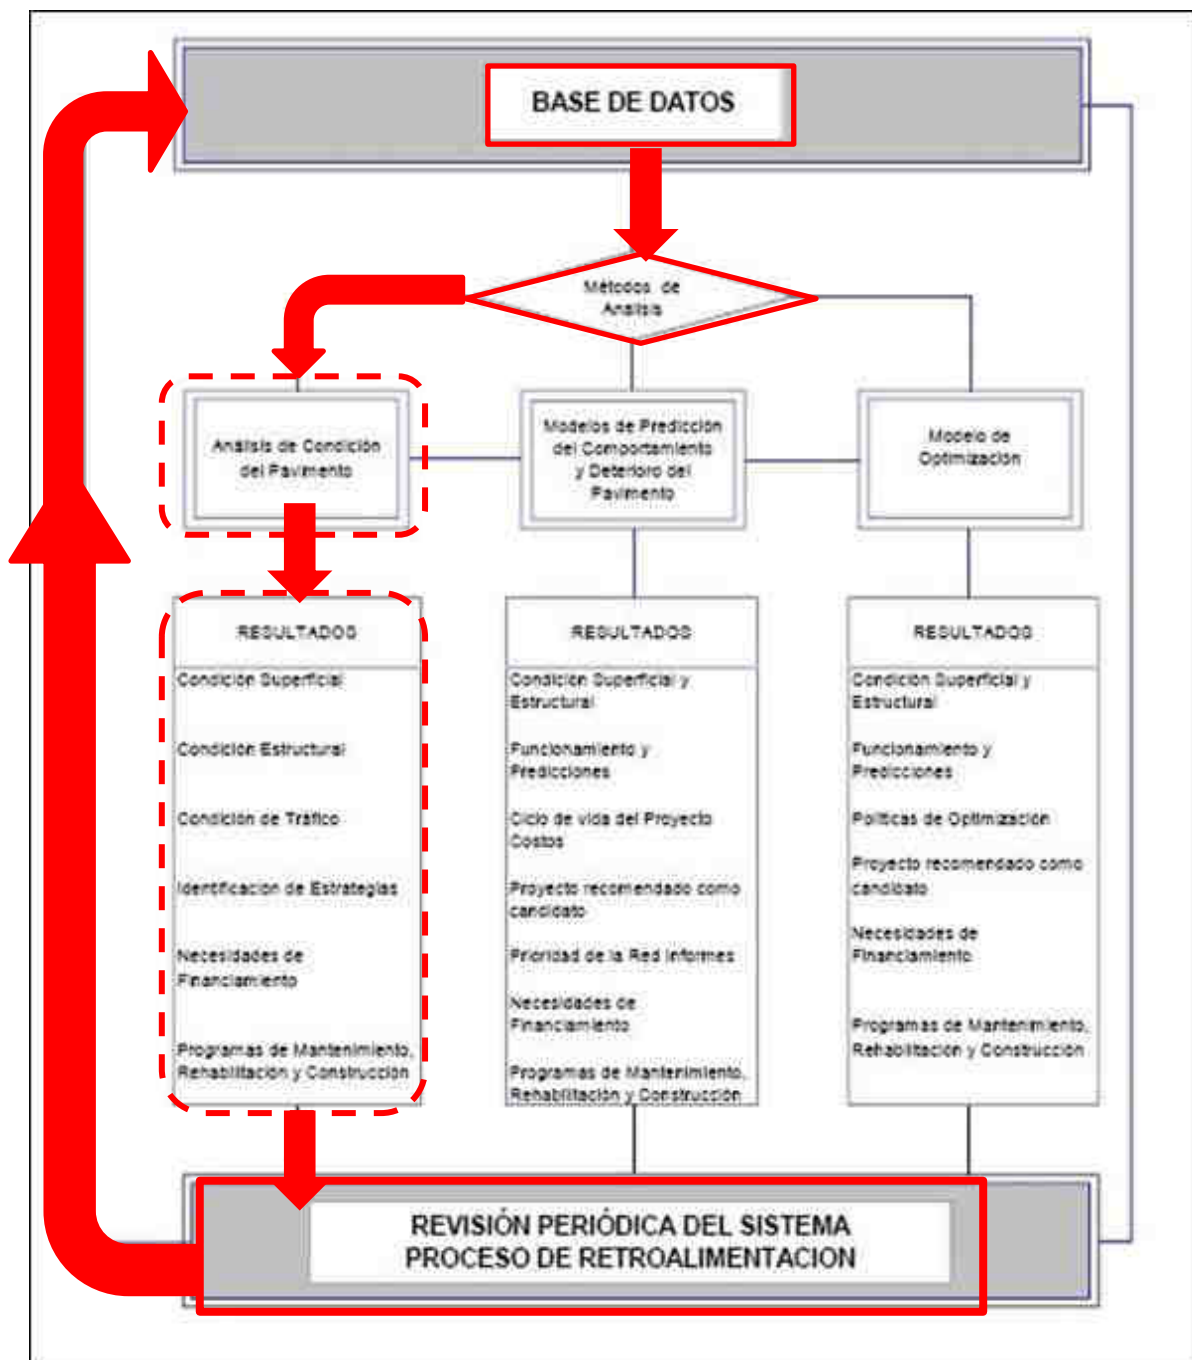 BASE DE DATOS
Métodos de
Análisis
Análisis de Condición
del Pavimento
Modelos de Predicción
del Comportamiento
y Deterioro del
Pavimento
Modelo de
Optimización
RESULTADOS
Condición Superficial
Condición Estructural
Condición de Tráfico
Identificación de Estrategias
Necesidades de
Financiamiento
Programas de Mantenimiento,
Rehabilitación y Construcción
RESULTADOS
Condición Superficial y
Estructural
Funcionamiento y
Predicciones
Ciclo de vida del Proyecto
Costos
Proyecto recomendado como
candidato
Prioridad de la Red Informes
Necesidades de
Financiamiento
Programas de Mantenimiento,
Rehabilitación y Construcción
RESULTADOS
Condición Superficial y
Estructural
Funcionamiento y
Predicciones
Políticas de Optimización
Proyecto recomendado como
candidato
Necesidades de
Financiamiento
Programas de Mantenimiento,
Rehabilitación y Construcción
REVISIÓN PERIÓDICA DEL SISTEMA
PROCESO DE RETROALIMENTACION